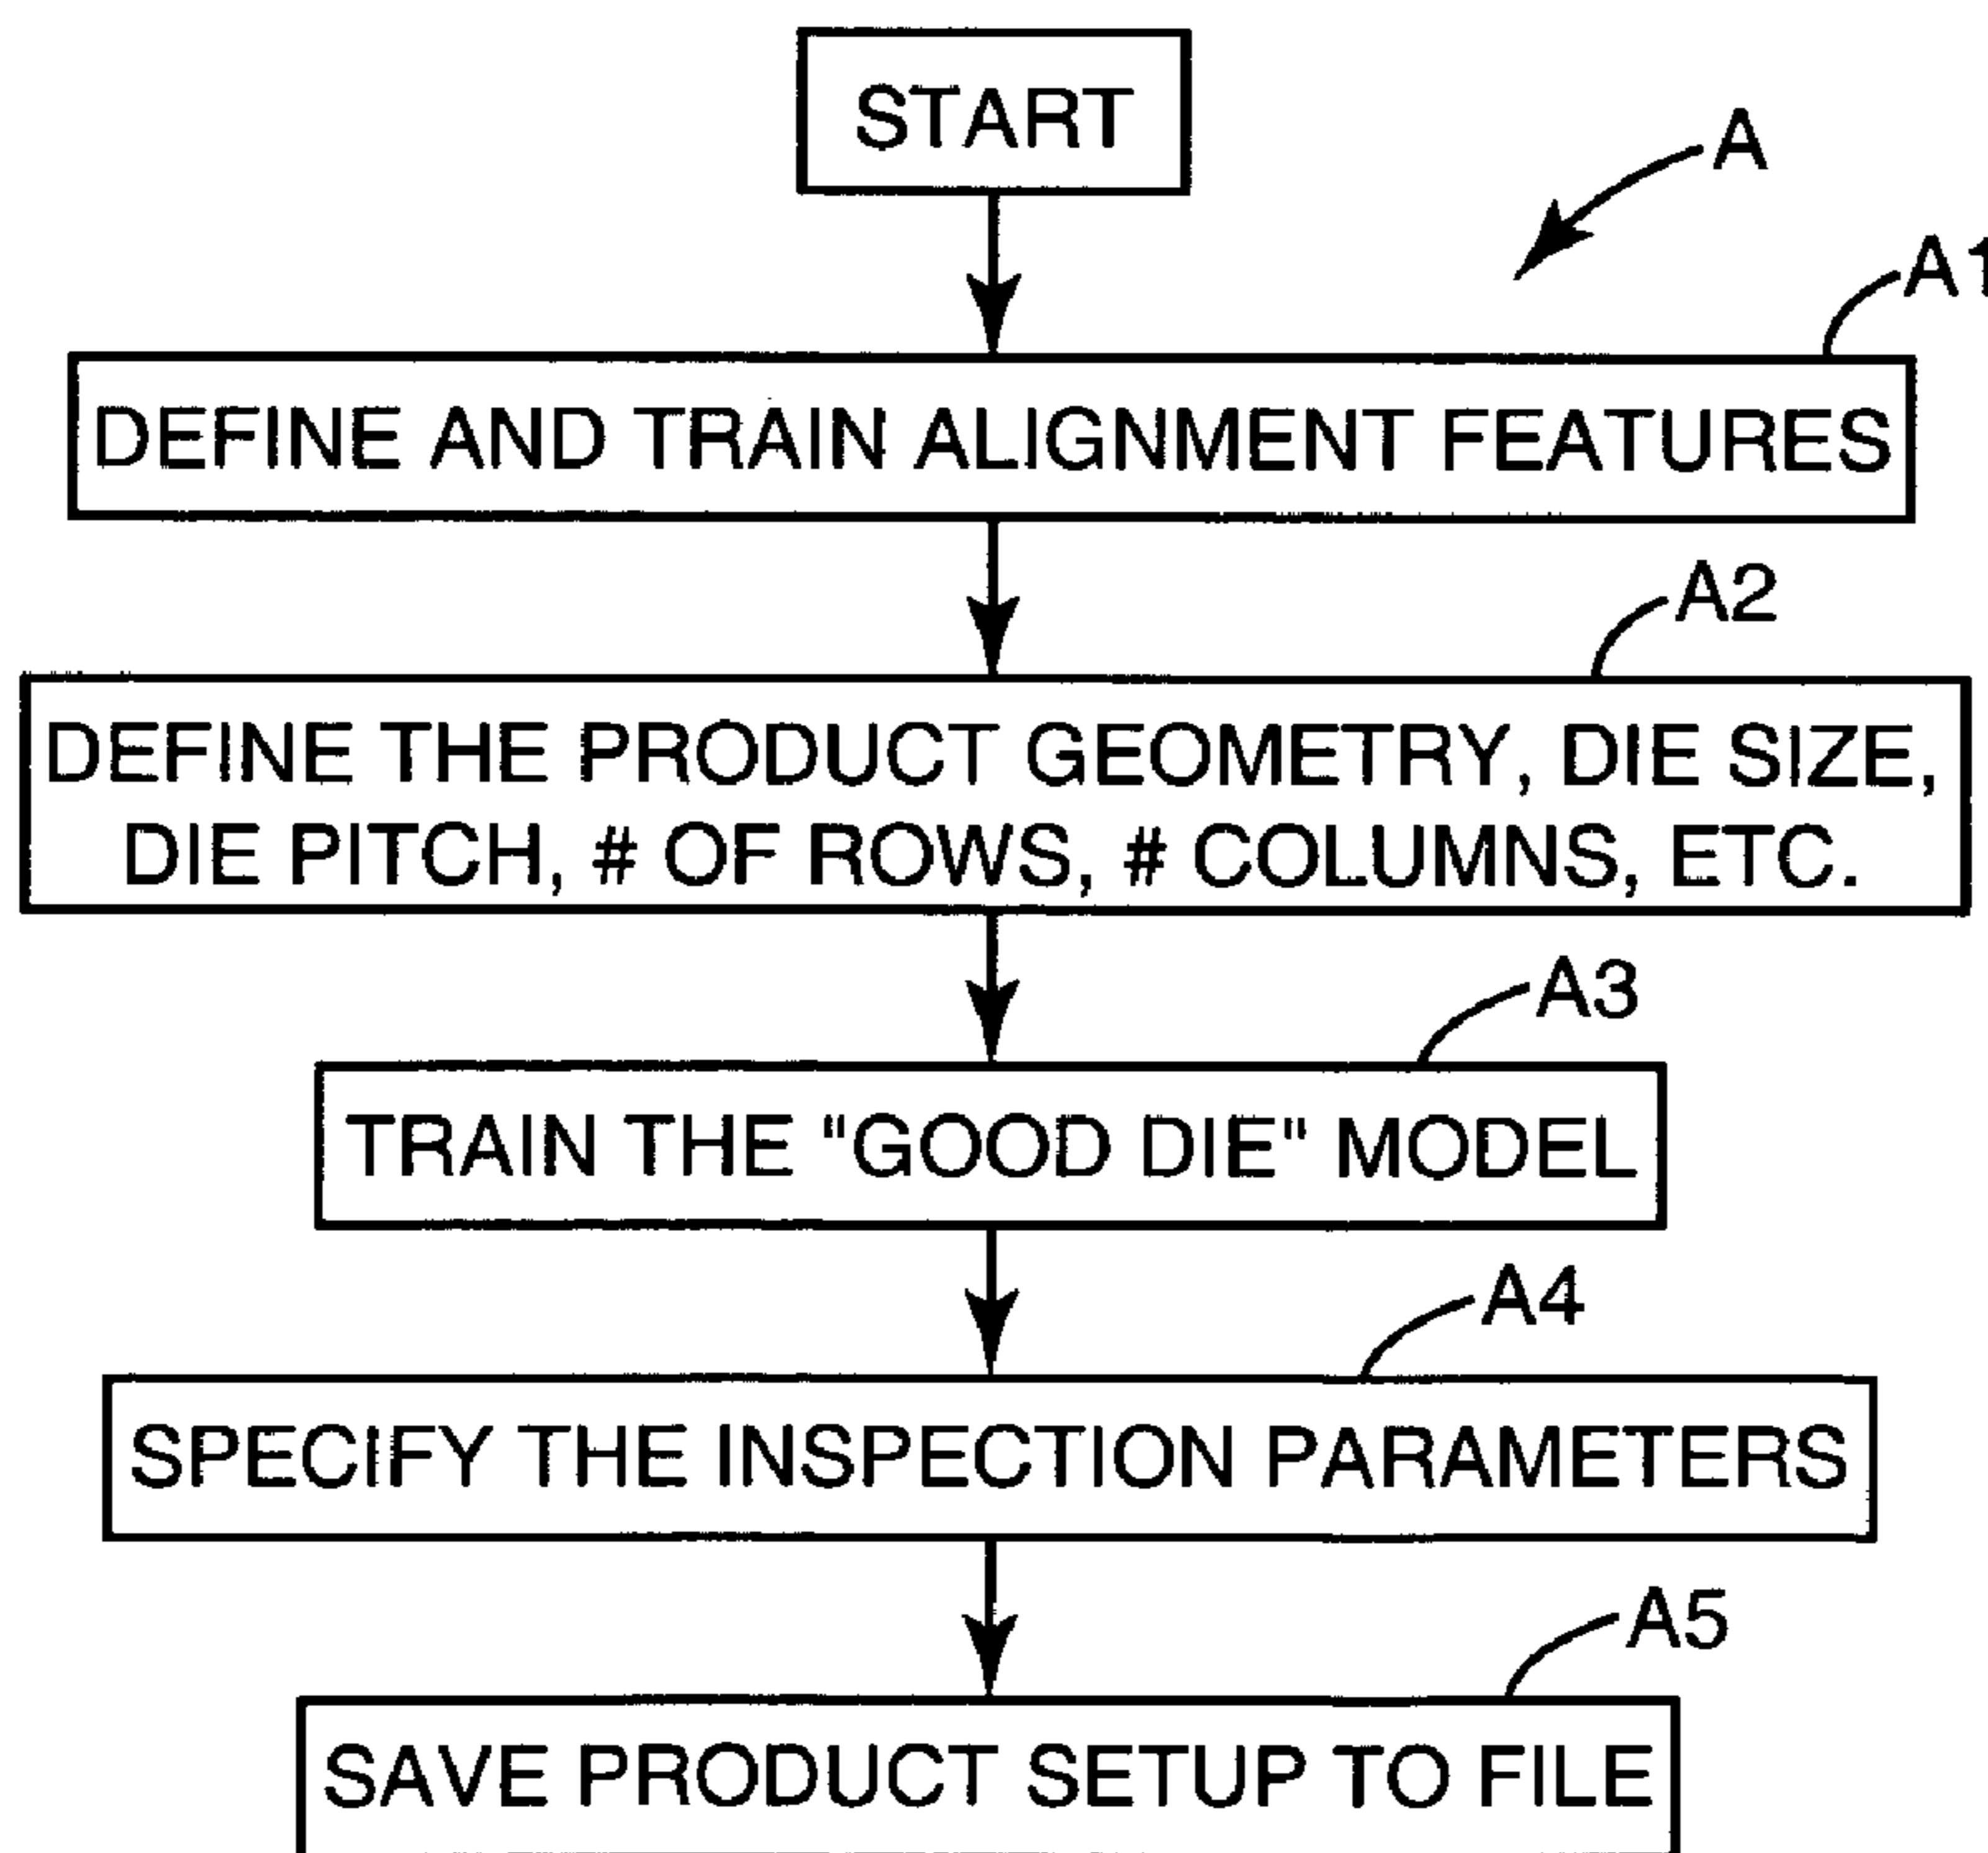 START
A
A1
DEFINE AND TRAIN ALIGNMENT FEATURES
A2
DEFINE THE PRODUCT GEOMETRY, DIE SIZE,
DIE PITCH, # OF ROWS, # COLUMNS, ETC.
A3
TRAIN THE "GOOD DIE" MODEL
A4
SPECIFY THE INSPECTION PARAMETERS
A5
SAVE PRODUCT SETUP TO FILE